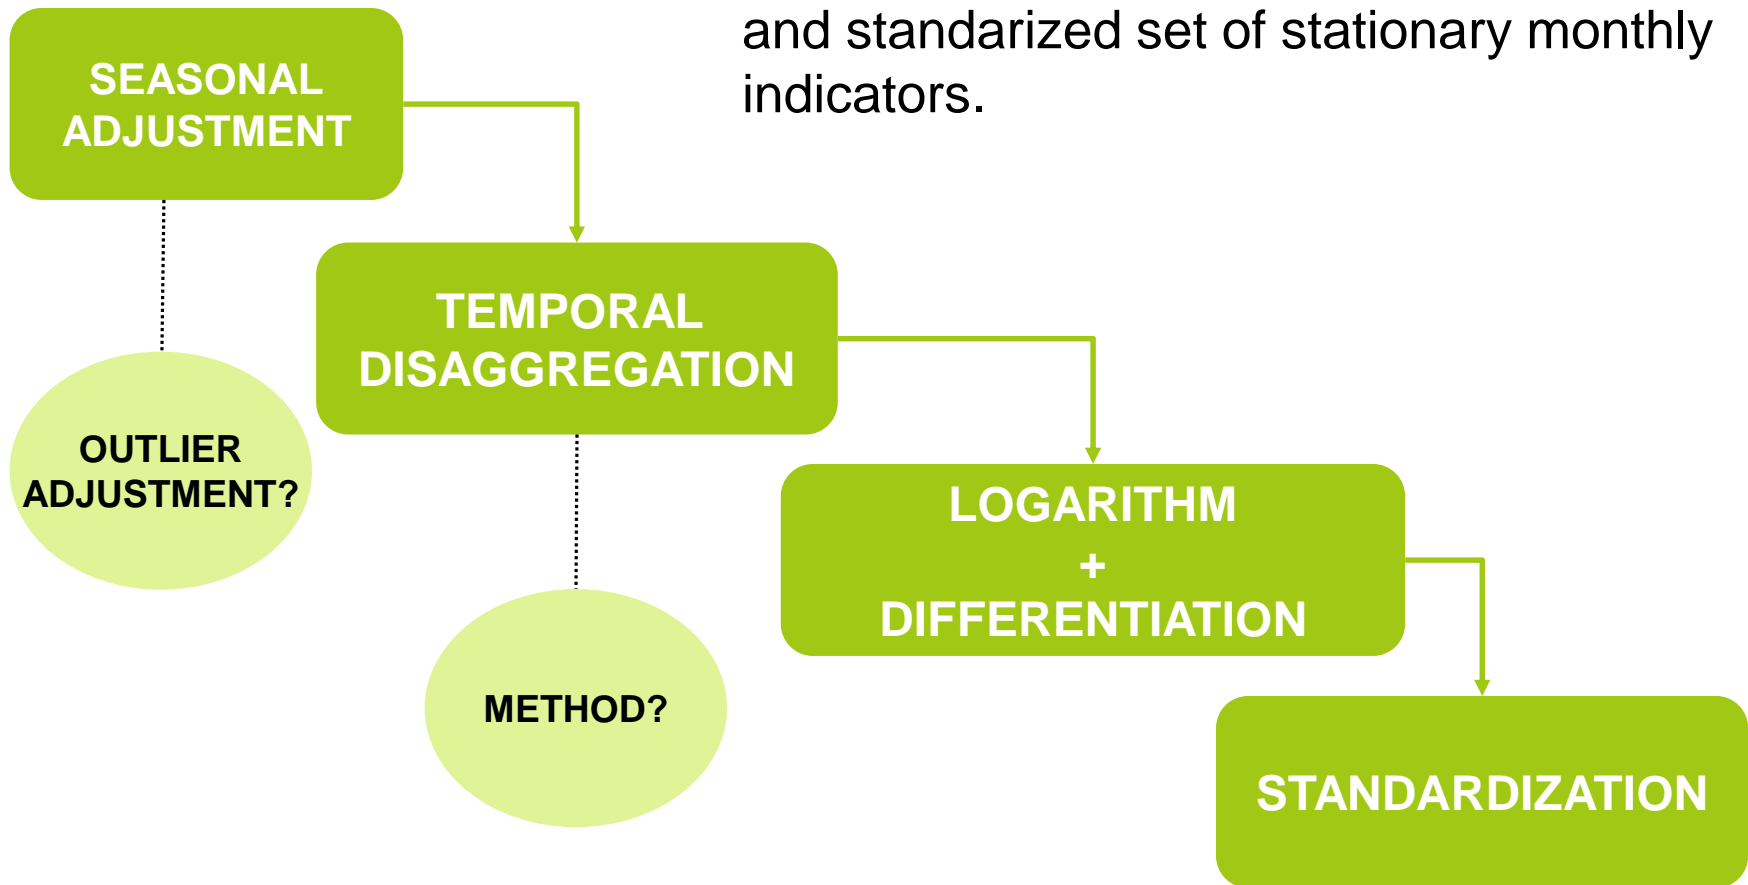 and standarized set of stationary monthly
indicators.
SEASONAL
ADJUSTMENT
TEMPORAL
DISAGGREGATION
OUTLIER
ADJUSTMENT?
LOGARITHM
+
DIFFERENTIATION
METHOD?
STANDARDIZATION